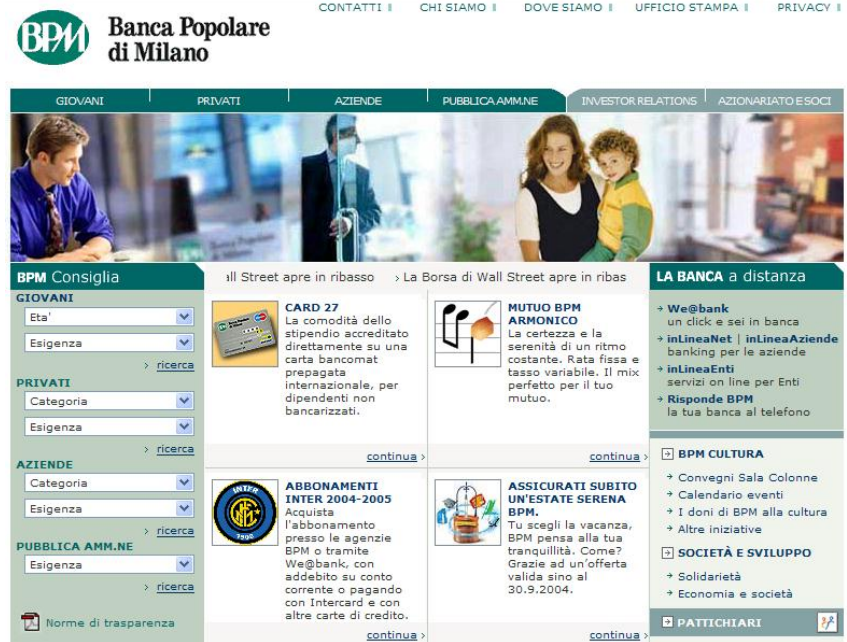 CONTATTI
CHI SIAMO
DOVE SIAMO
UFFICIO STAMPA
PRIVACY
BPM
Banca Popolare
di Milano
GIOVANI
PRIVATI
AZIENDE
PUBBLICA AMM.NE
INVESTOR RELATIONS
AZIONARIATO E SOCI
Banca Popolare
di Milano
BPM Consiglia
GIOVANI
Eta'
Esigenza
> ricerca
PRIVATI
Categoria
Esigenza
> ricerca
AZIENDE
Categoria
Esigenza
> ricerca
PUBBLICA AMM.NE
Esigenza
> ricerca
Norme di trasparenza
all Street apre in ribasso > La Borsa di Wall Street apre in ribas
CARD 27
La comodità dello
stipendio accreditato
direttamente su una
carta bancomat
prepagata
internazionale, per
dipendenti non
bancarizzati.
continua >
MUTUO BPM
ARMONICO
La certezza e la
serenità di un ritmo
costante. Rata fissa e
tasso variabile. Il mix
perfetto per il tuo
mutuo.
continua >
INTER
1908
ABBONAMENTI
INTER 2004-2005
Acquista
l'abbonamento
presso le agenzie
BPM o tramite
We@bank, con
addebito su conto
corrente o pagando
con Intercard e con
altre carte di credito.
continua >
ASSICURATI SUBITO
UN'ESTATE SERENA
BPM.
Tu scegli la vacanza,
BPM pensa alla tua
tranquillità. Come?
Grazie ad un'offerta
valida sino al
30.9.2004.
continua >
LA BANCA a distanza
We@bank
un click e sei in banca
inLineaNet | inLineaAziende
banking per le aziende
inLineaEnti
servizi on line per Enti
Risponde BPM
la tua banca al telefono
BPM CULTURA
Convegni Sala Colonne
Calendario eventi
I doni di BPM alla cultura
Altre iniziative
SOCIETÀ E SVILUPPO
Solidarietà
Economia e società
PATTICHIARI